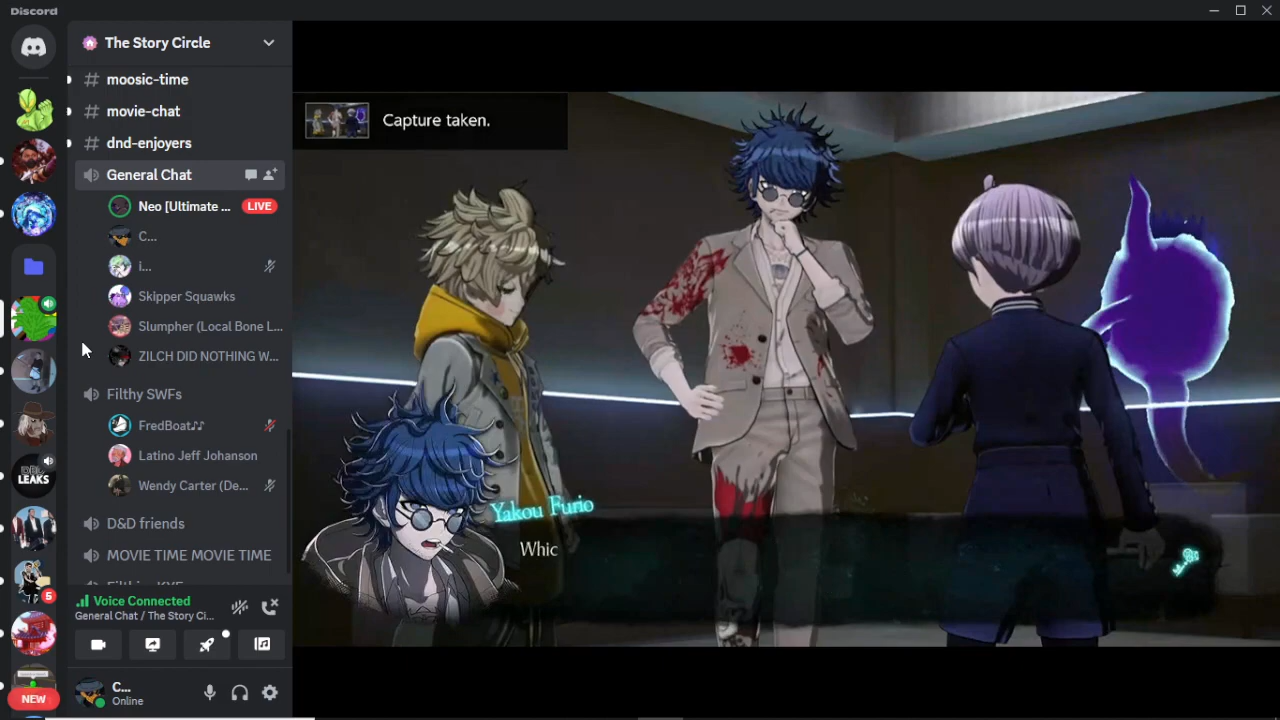 Discord
The Story Circle
moosic-time
movie-chat
dnd-enjoyers
General Chat
Neo [Ultimate ...
LIVE
C...
i...
Skipper Squawks
Slumpher (Local Bone L...
ZILCH DID NOTHING W...
Filthy SWFs
FredBoat♪♪
Latino Jeff Johanson
Wendy Carter (De...
D&D friends
MOVIE TIME MOVIE TIME
LEAKS
5
NEW
Voice Connected
General Chat / The Story Ci...
C...
Online
Capture taken.
Yakou Furio
Whic